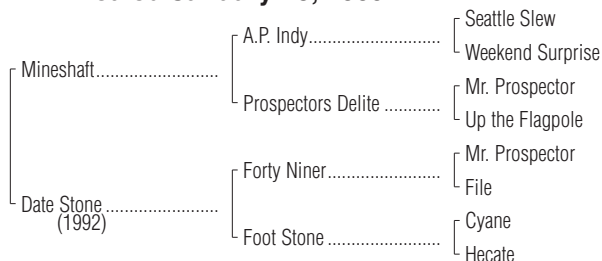 Seattle Slew
A.P. Indy
Weekend Surprise
Mineshaft
Mr. Prospector
Prospectors Delite
Up the Flagpole
Mr. Prospector
Forty Niner
File
Date Stone
(1992)
Cyane
Foot Stone
Hecate